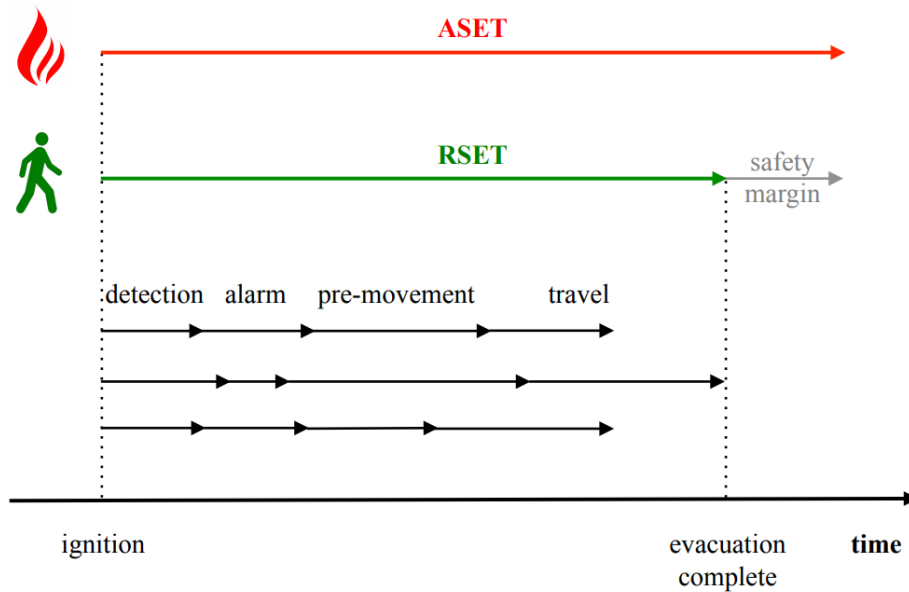 ASET
RSET
safety
margin
detection alarm pre-movement travel
ignition
evacuation
complete
time